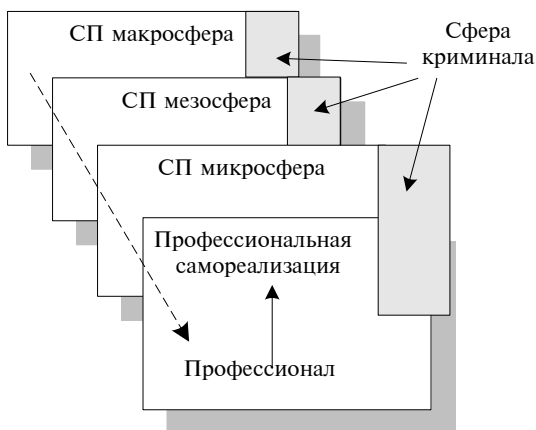 СП макросфера
Сфера
криминала
СП мезосфера
СП микросфера
Профессиональная
самореализация
Профессионал